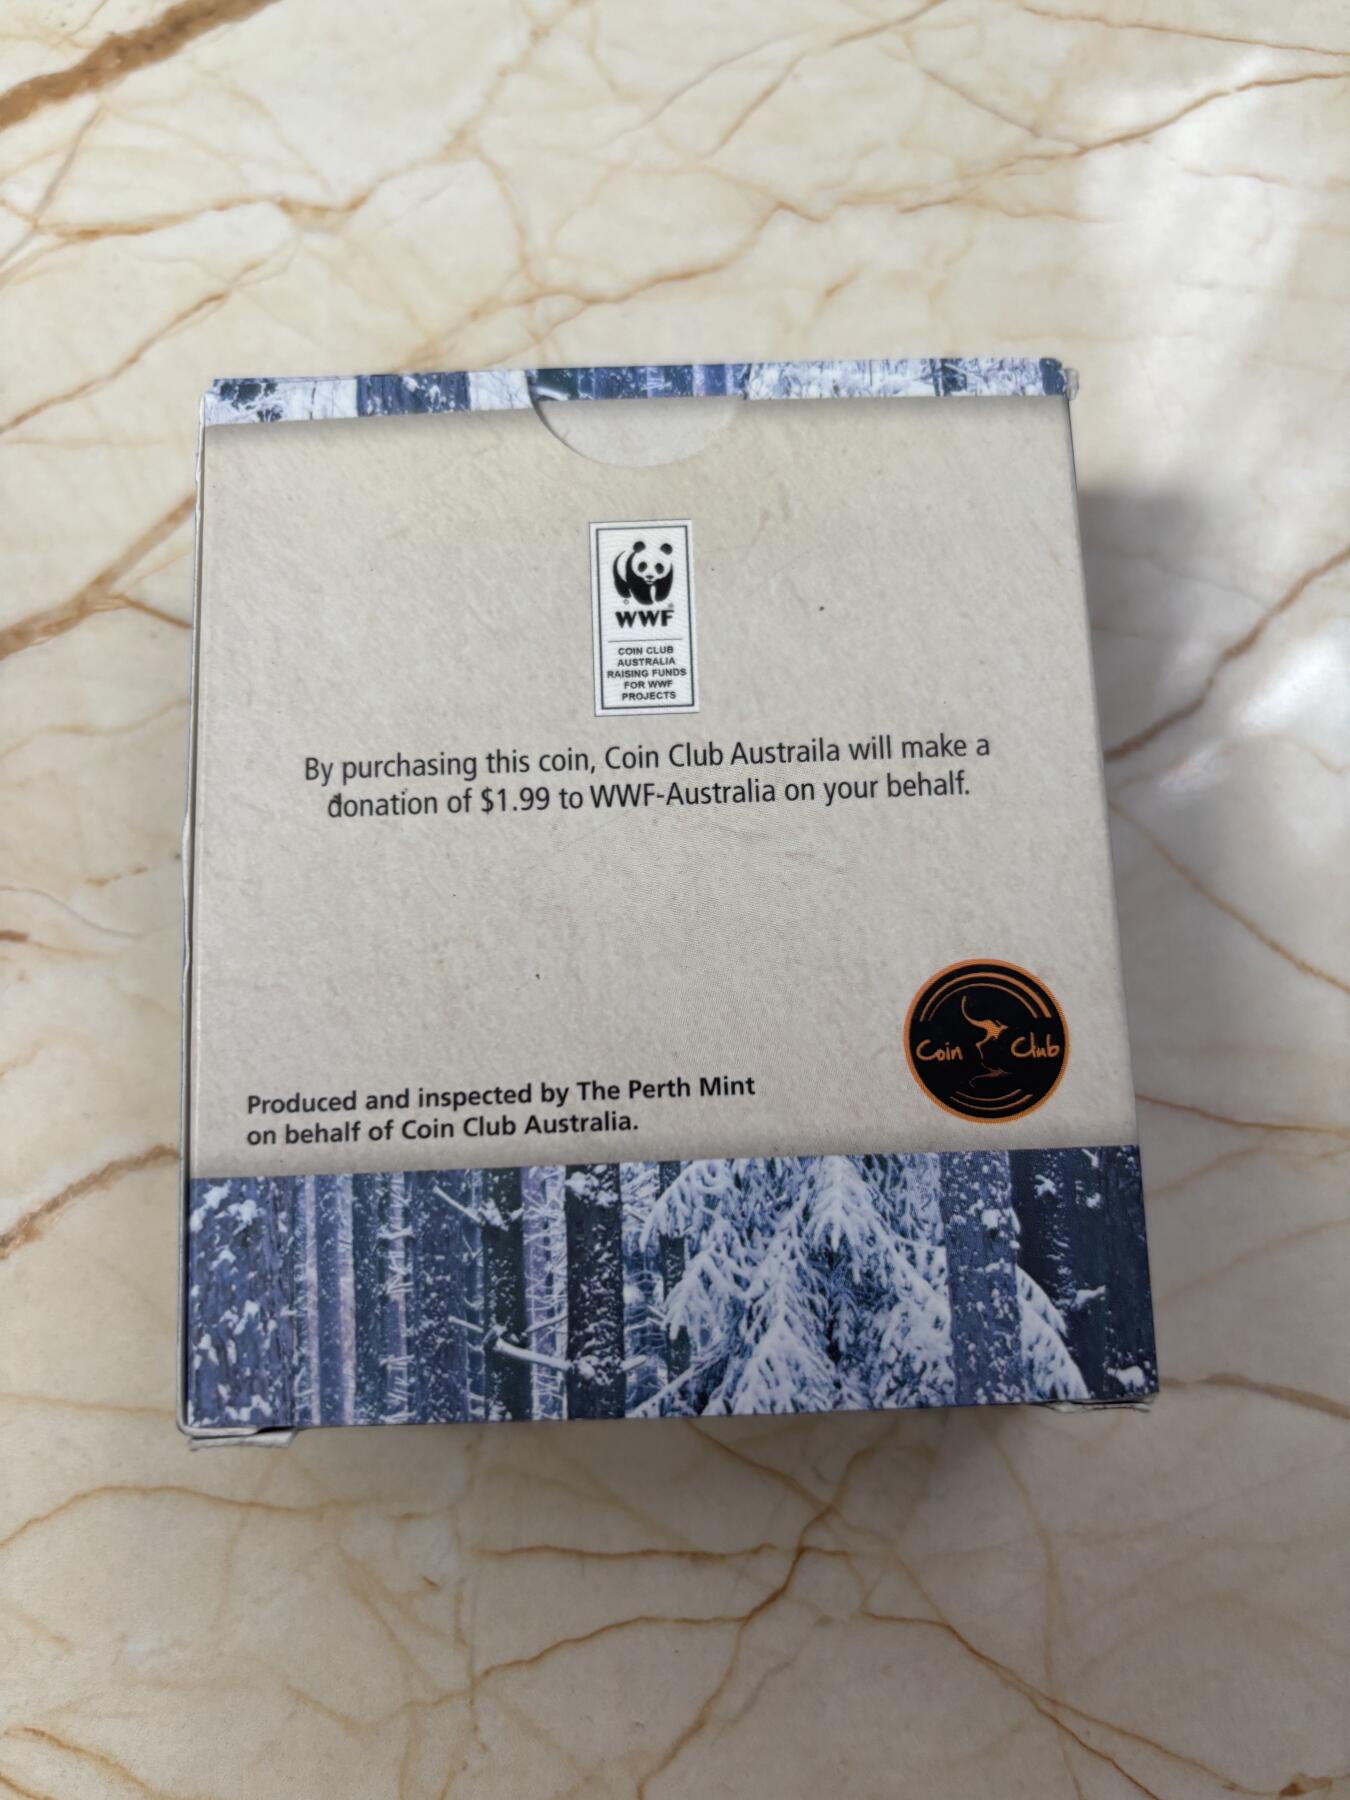 WWF
COIN CLUB
AUSTRALIA
RAISING FUNDS
FOR WWF
PROJECTS
By purchasing this coin, Coin Club Austraila will make a
donation of $1.99 to WWF-Australia on your behalf.
Coin Club
Produced and inspected by The Perth Mint
on behalf of Coin Club Australia.